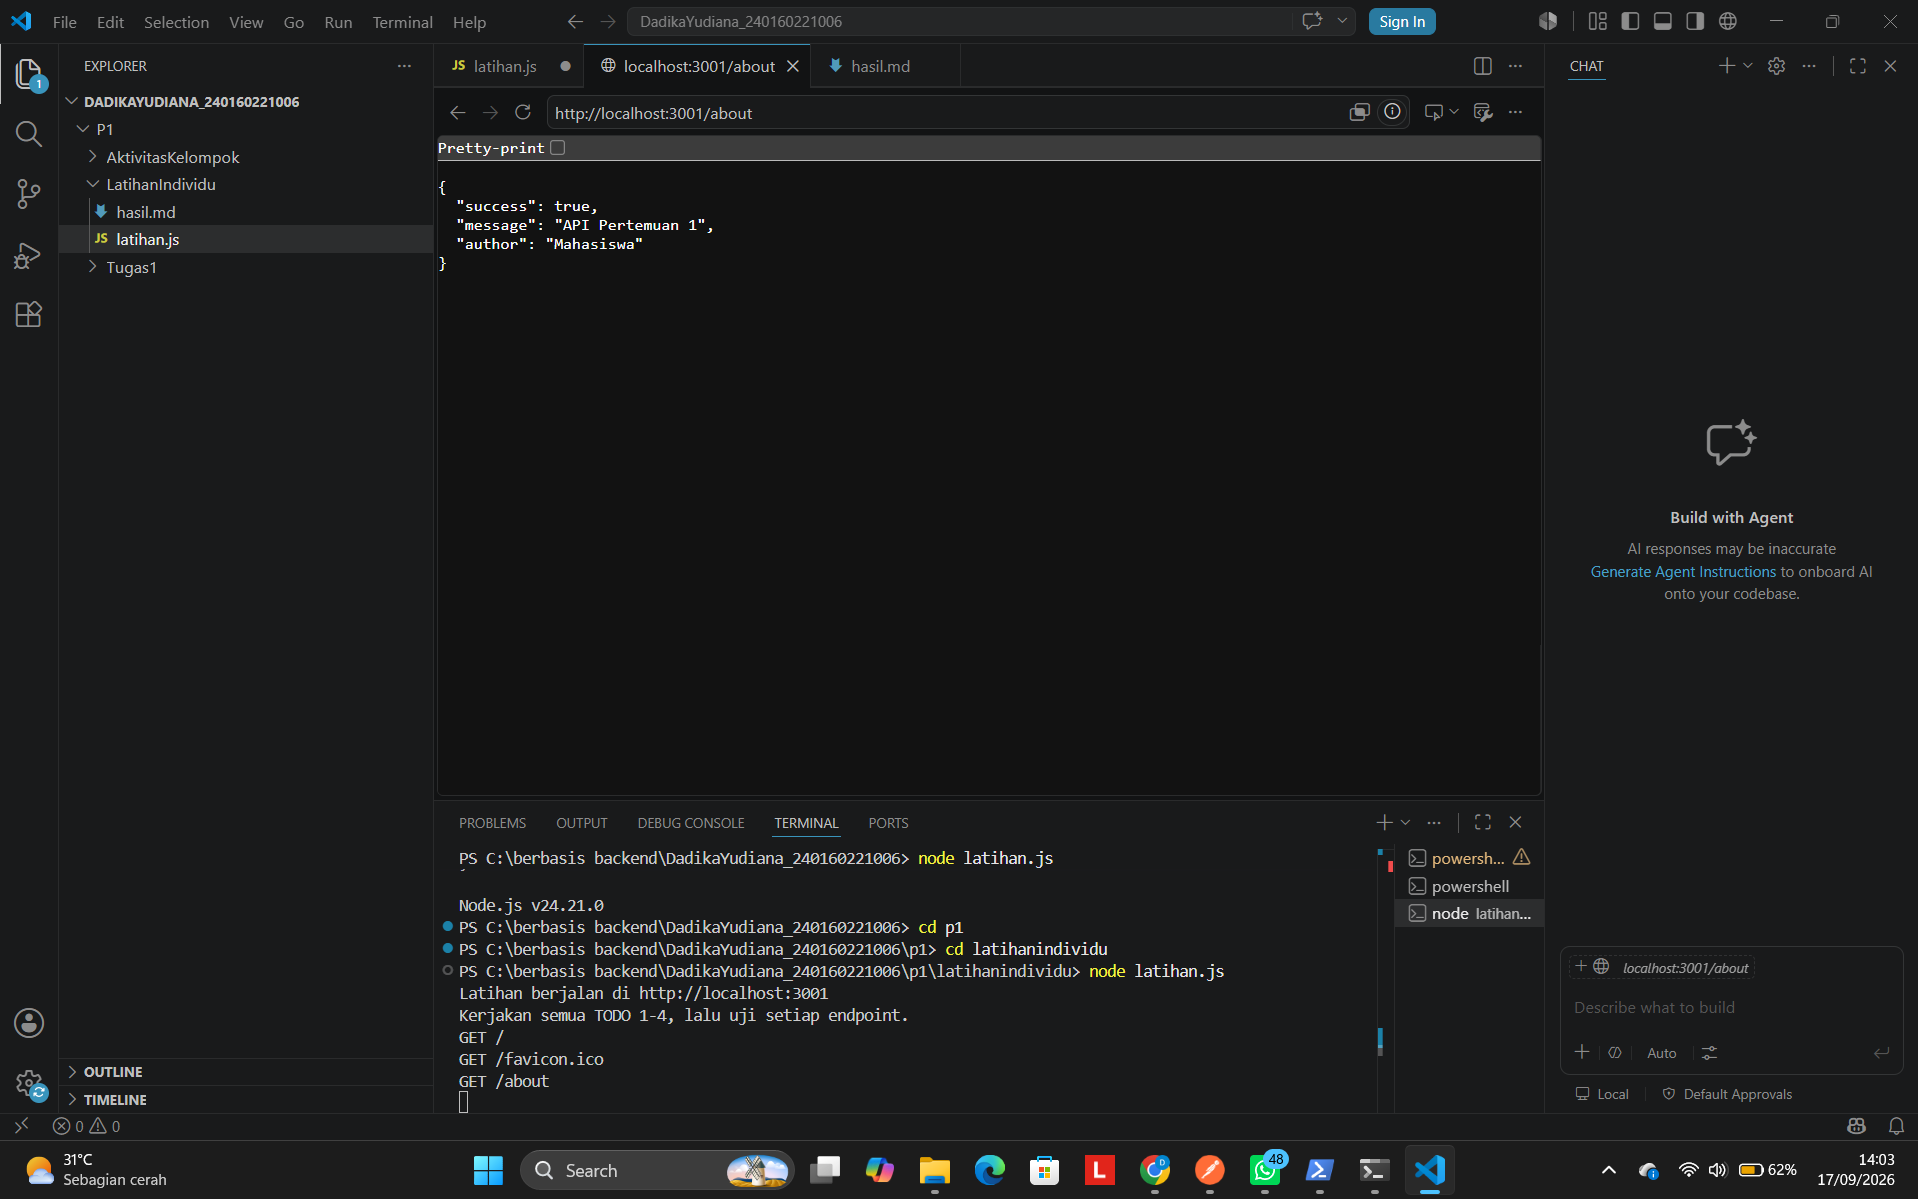 File Edit Selection View Go Run Terminal Help
DadikaYudiana_240160221006
Sign In
EXPLORER
DADIKAYUDIANA_240160221006
P1
AktivitasKelompok
LatihanIndividu
hasil.md
JS latihan.js
Tugas1
OUTLINE
TIMELINE
JS latihan.js
localhost:3001/about
hasil.md
http://localhost:3001/about
Pretty-print
{
"success": true,
"message": "API Pertemuan 1",
"author": "Mahasiswa"
}
PROBLEMS OUTPUT DEBUG CONSOLE TERMINAL PORTS
PS C:\berbasis backend\DadikaYudiana_240160221006> node latihan.js
Node.js v24.21.0
PS C:\berbasis backend\DadikaYudiana_240160221006> cd p1
PS C:\berbasis backend\DadikaYudiana_240160221006\p1> cd latihanindividu
PS C:\berbasis backend\DadikaYudiana_240160221006\p1\latihanindividu> node latihan.js
Latihan berjalan di http://localhost:3001
Kerjakan semua TODO 1-4, lalu uji setiap endpoint.
GET /
GET /favicon.ico
GET /about
powersh...
powershell
node latihan...
CHAT
Build with Agent
AI responses may be inaccurate
Generate Agent Instructions to onboard AI
onto your codebase.
localhost:3001/about
Describe what to build
Auto
Local Default Approvals
1
0 0
31°C
Sebagian cerah
Search
L
D
48
62%
14:03
17/09/2026